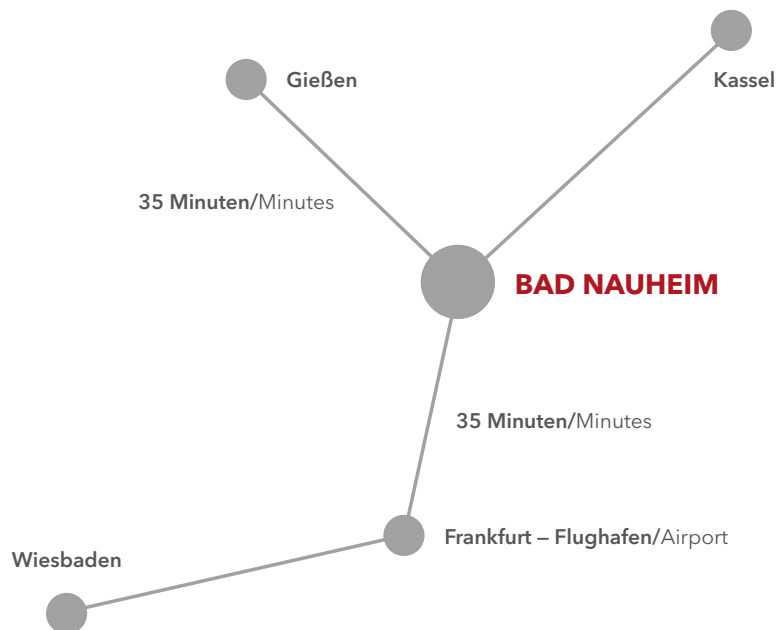 Gießen
Kassel
35 Minuten/Minutes
BAD NAUHEIM
35 Minuten/Minutes
Frankfurt – Flughafen/Airport
Wiesbaden